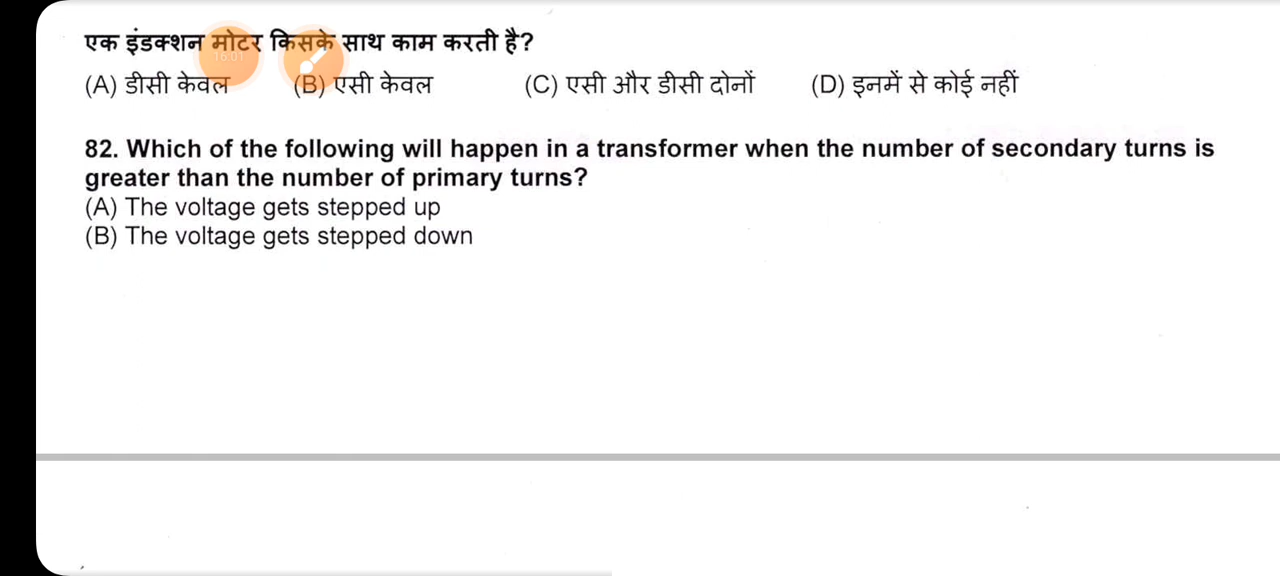 एक इंडक्शन मोटर किसके साथ काम करती है?
16:01
(A) डीसी केवल (B) एसी केवल (C) एसी और डीसी दोनों (D) इनमें से कोई नहीं
82. Which of the following will happen in a transformer when the number of secondary turns is
greater than the number of primary turns?
(A) The voltage gets stepped up
(B) The voltage gets stepped down